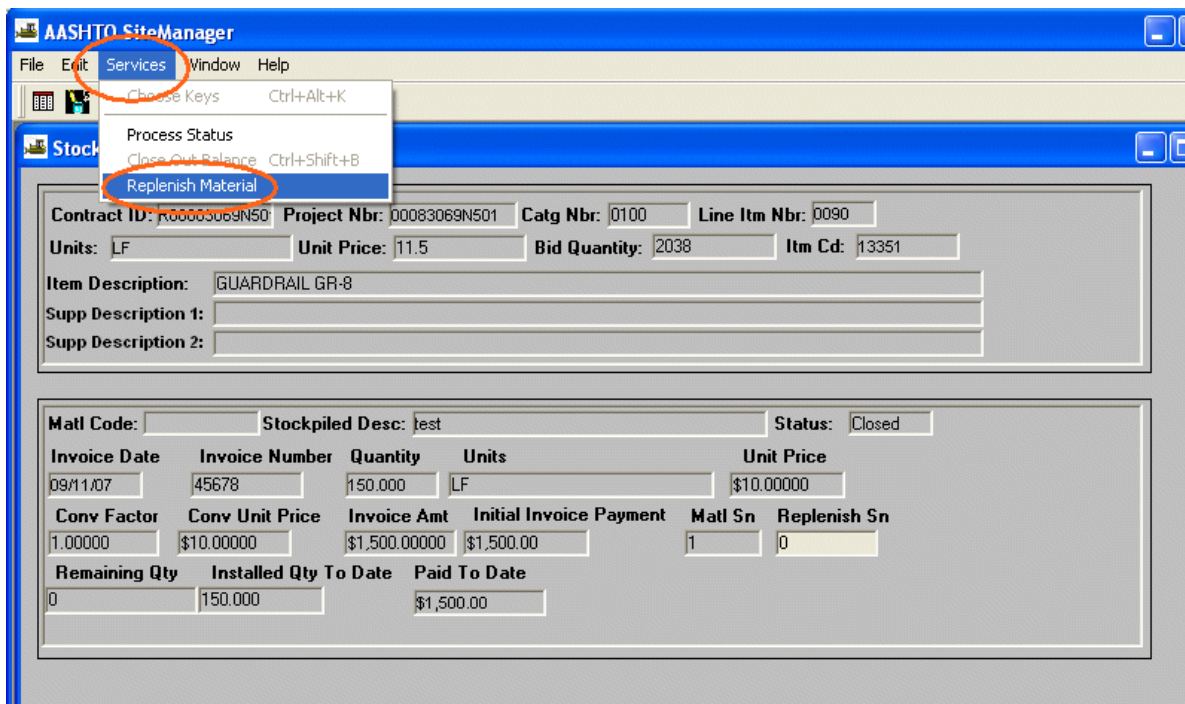 AASHTO SiteManager
File Edit Services Window Help
Choose Keys Ctrl+Alt+K
Process Status
Close Out Balance Ctrl+Shift+B
Replenish Material
Stock
Contract ID: Project Nbr: 00083069N501 Catg Nbr: 0100 Line Itm Nbr: 0090
Units: LF Unit Price: 11.5 Bid Quantity: 2038 Itm Cd: 13351
Item Description: GUARDRAIL GR-8
Supp Description 1:
Supp Description 2:
Matl Code: Stockpiled Desc: test Status: Closed
Invoice Date Invoice Number Quantity Units Unit Price
09/11/07 45678 150.000 LF $10.00000
Conv Factor Conv Unit Price Invoice Amt Initial Invoice Payment Matl Sn Replenish Sn
1.00000 $10.00000 $1,500.00000 $1,500.00 1 0
Remaining Qty Installed Qty To Date Paid To Date
0 150.000 $1,500.00